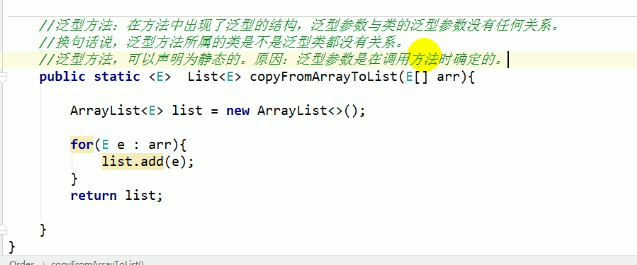 //泛型方法：在方法中出现了泛型的结构，泛型参数与类的泛型参数没有任何关系。
//换句话说，泛型方法所属的类是不是泛型类都没有关系。
//泛型方法，可以声明为静态的。原因：泛型参数是在调用方法时确定的。
public static <E>  List<E> copyFromArrayToList(E[] arr){
ArrayList<E> list = new ArrayList<>();
for(E e : arr){
list.add(e);
}
return list;
}
}
Order > copyFromArrayToList()